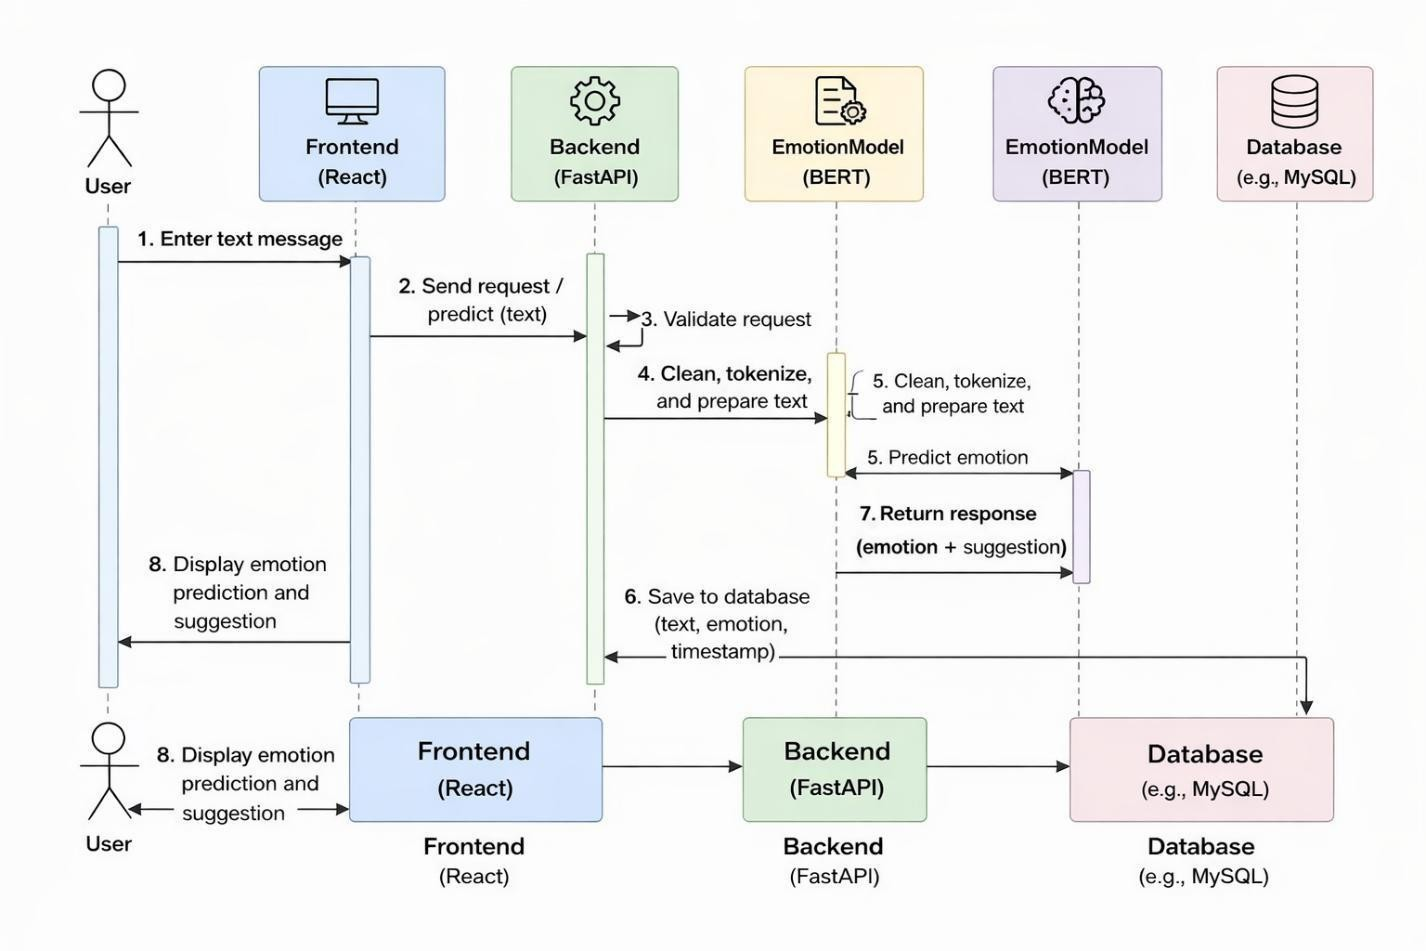 Frontend
(React)
Backend
(FastAPI)
EmotionModel
(BERT)
EmotionModel
(BERT)
Database
(e.g., MySQL)
User
1. Enter text message
2. Send request /
predict (text)
3. Validate request
4. Clean, tokenize,
and prepare text
5. Clean, tokenize,
and prepare text
5. Predict emotion
7. Return response
(emotion + suggestion)
8. Display emotion
prediction and
suggestion
6. Save to database
(text, emotion,
timestamp)
8. Display emotion
prediction and
suggestion
User
Frontend
(React)
Backend
(FastAPI)
Database
(e.g., MySQL)
Frontend
(React)
Backend
(FastAPI)
Database
(e.g., MySQL)